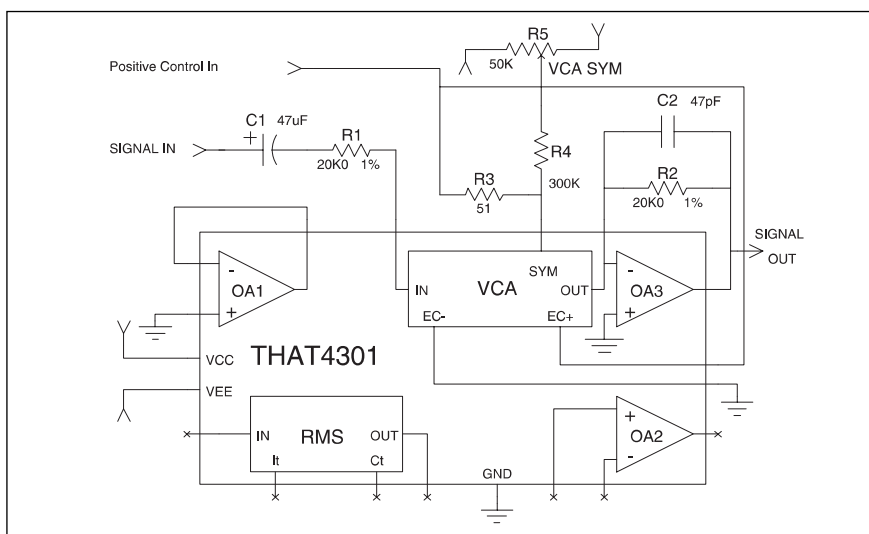 R5
50K
VCA SYM
Positive Control In
C2 47pF
C1 47uF
+
R1
SIGNAL IN
20K0 1%
R4
300K
R3
51
R2
20K0 1%
SIGNAL
OUT
-
OA1
+
SYM
IN VCA OUT
EC- EC+
-
OA3
+
VCC
THAT4301
VEE
IN RMS OUT
It Ct
+
OA2
-
GND